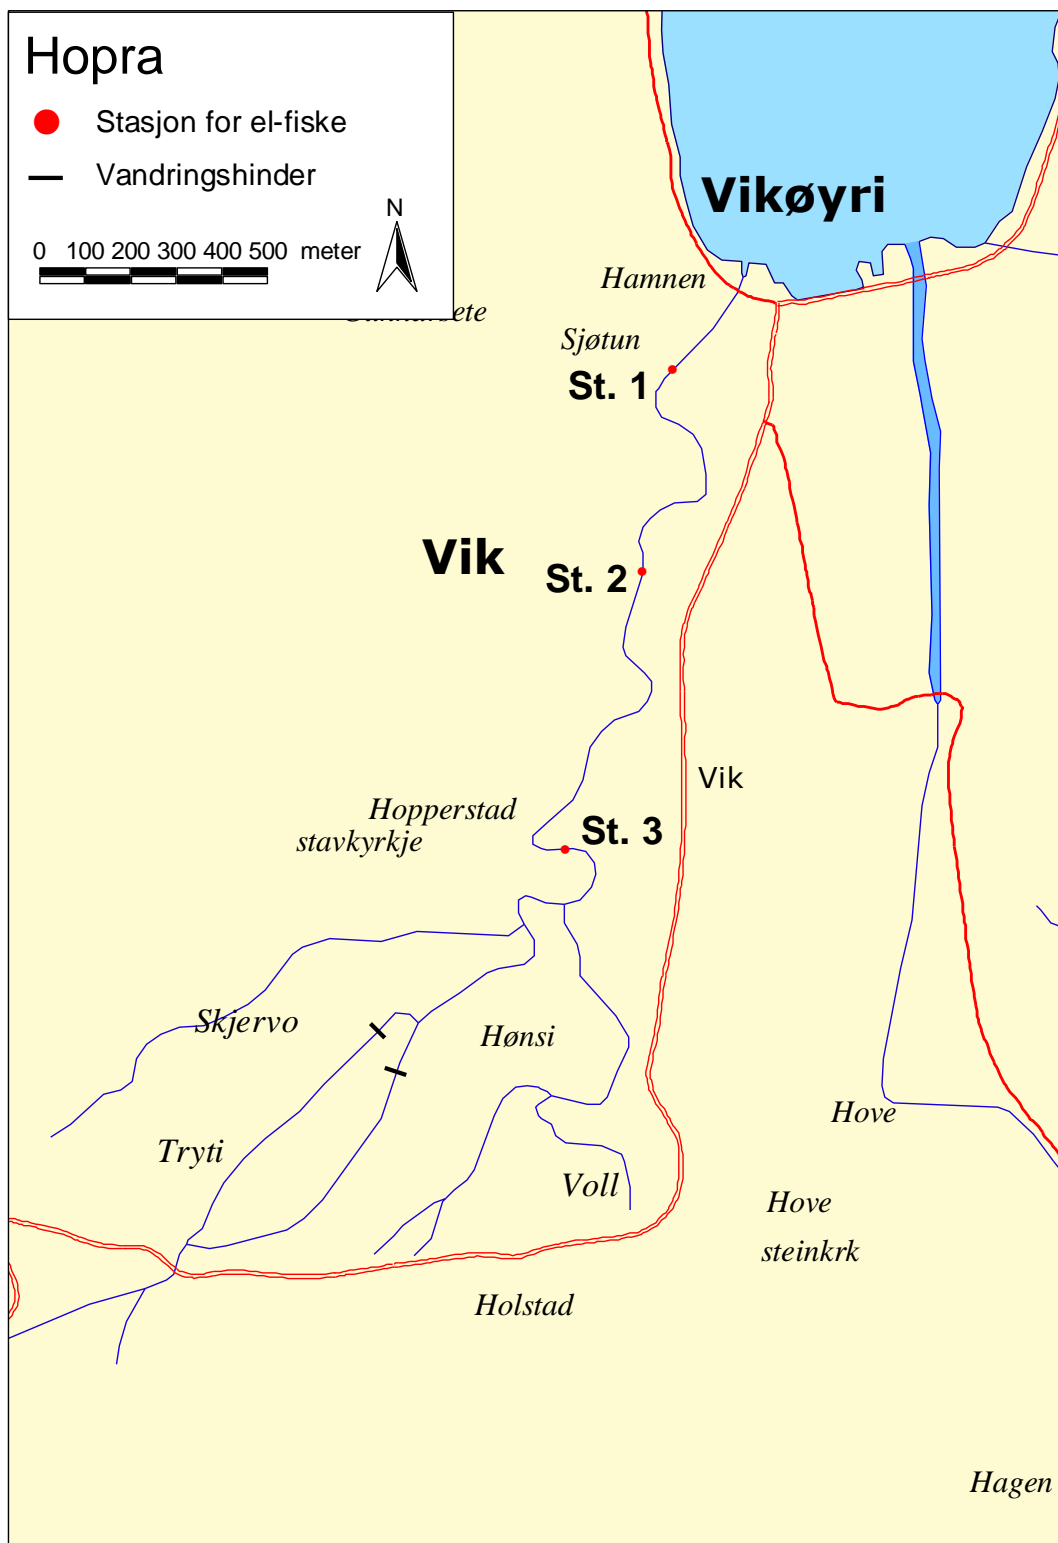 Hopra
Stasjon for el-fiske
Vandringshinder
N
0 100 200 300 400 500 meter
Vikøyri
Hamnen
Sjøtun
St. 1
Vik
St. 2
Vik
Hopperstad
stavkyrkje
St. 3
Skjervo
Hønsi
Hove
Tryti
Voll
Hove
steinkrk
Holstad
Hagen